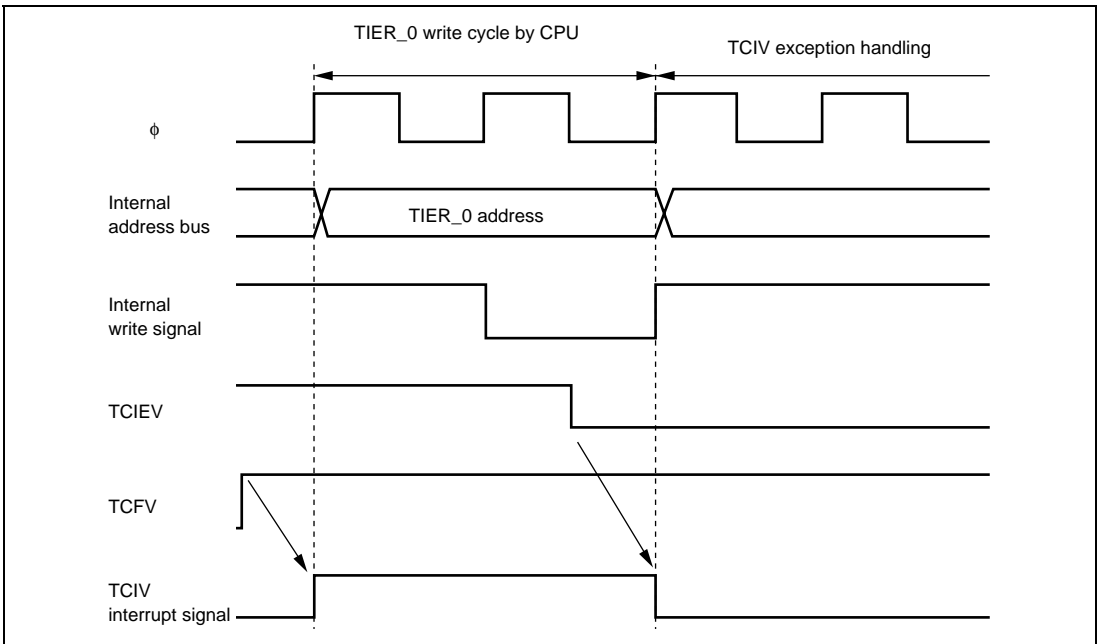 TIER_0 write cycle by CPU
TCIV exception handling
ϕ
Internal
address bus
TIER_0 address
Internal
write signal
TCIEV
TCFV
TCIV
interrupt signal